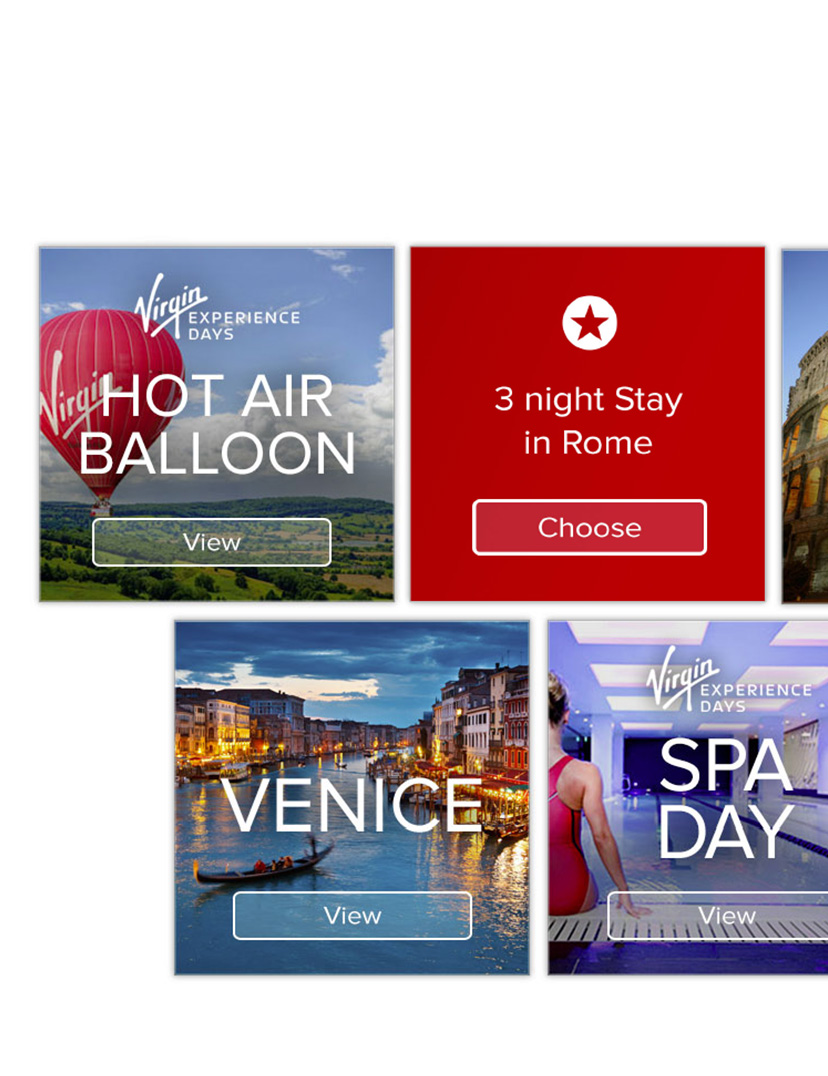 Virgin EXPERIENCE
DAYS
Virgin
HOT AIR
BALLOON
View
3 night Stay
in Rome
Choose
VENICE
View
Virgin EXPERIENCE
DAYS
SPA
DAY
View